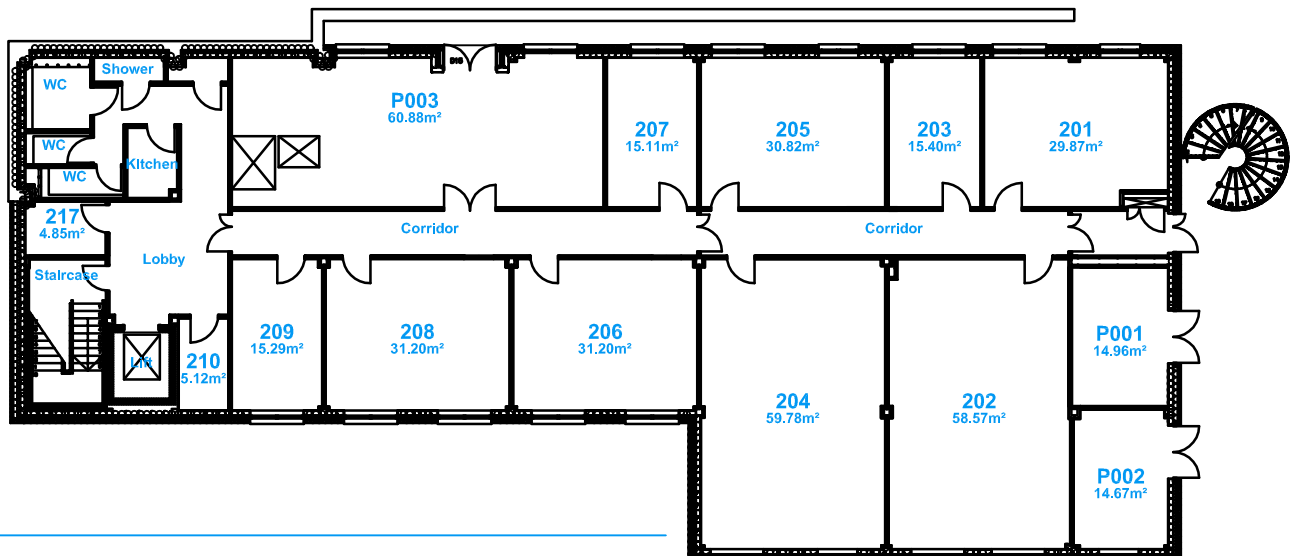 Shower
WC
P003
60.88m²
WC
Kitchen
WC
207
15.11m²
205
30.82m²
203
15.40m²
201
29.87m²
217
4.85m²
Corridor
Corridor
Lobby
Staircase
Lift
210
5.12m²
209
15.29m²
208
31.20m²
206
31.20m²
204
59.78m²
202
58.57m²
P001
14.96m²
P002
14.67m²